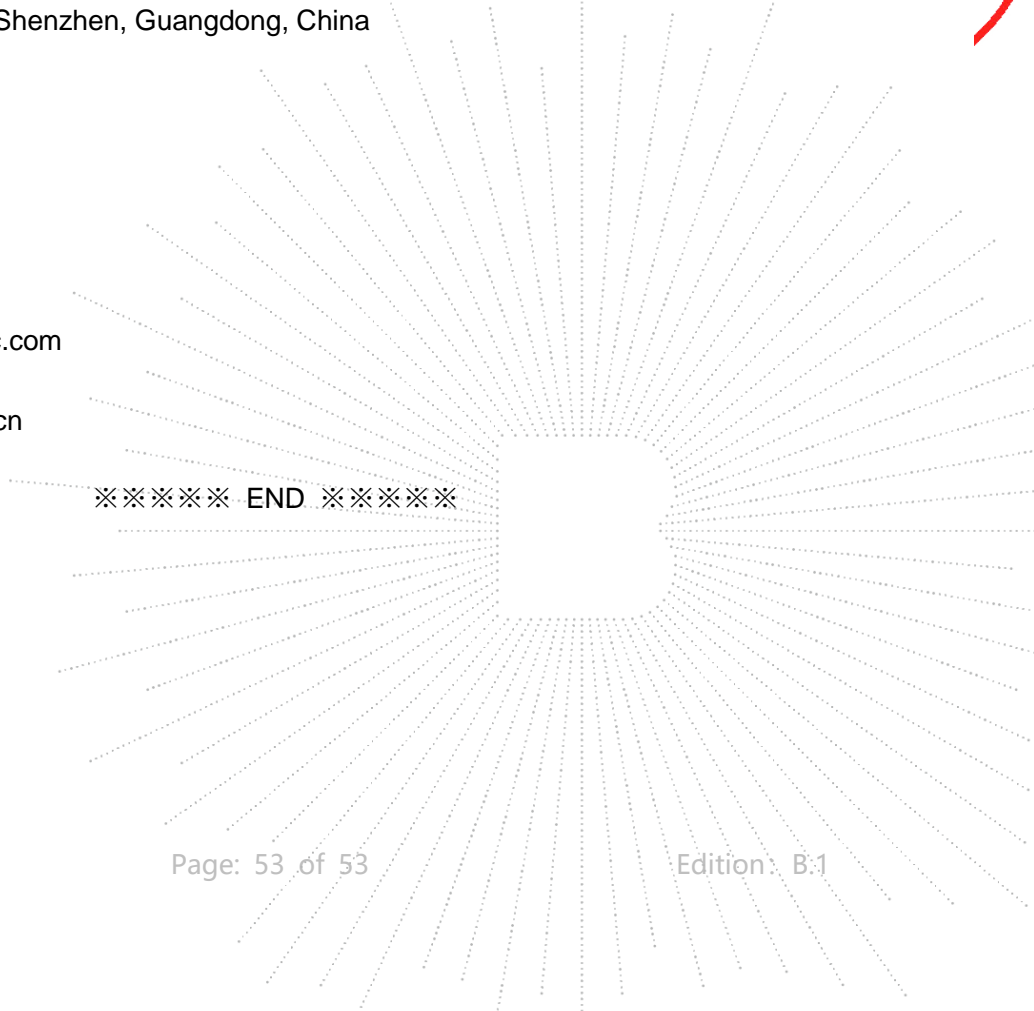 Shenzhen, Guangdong, China
.com
cn
※※※※※ END ※※※※※
Page: 53 of 53 Edition: B.1